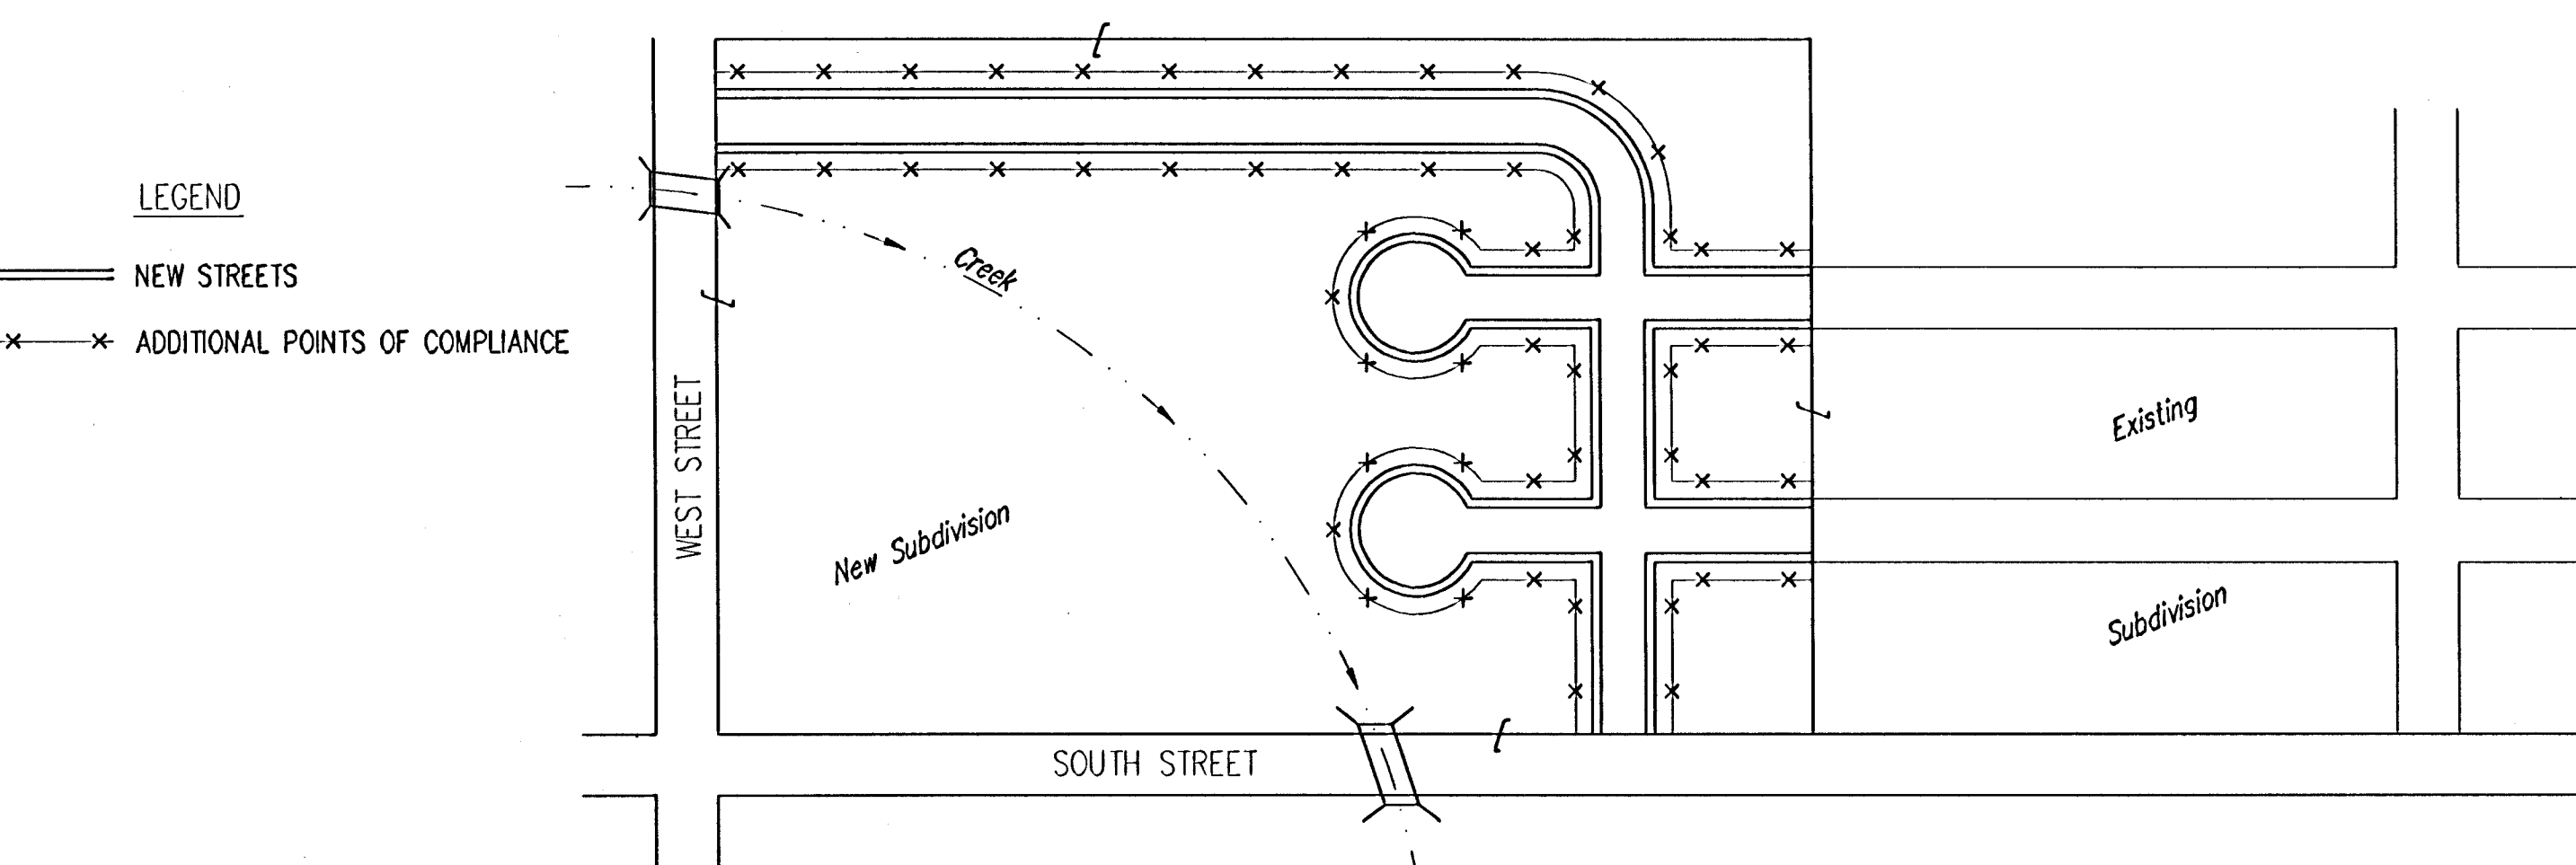 LEGEND
NEW STREETS
ADDITIONAL POINTS OF COMPLIANCE
WEST STREET
Creek
New Subdivision
SOUTH STREET
Existing
Subdivision